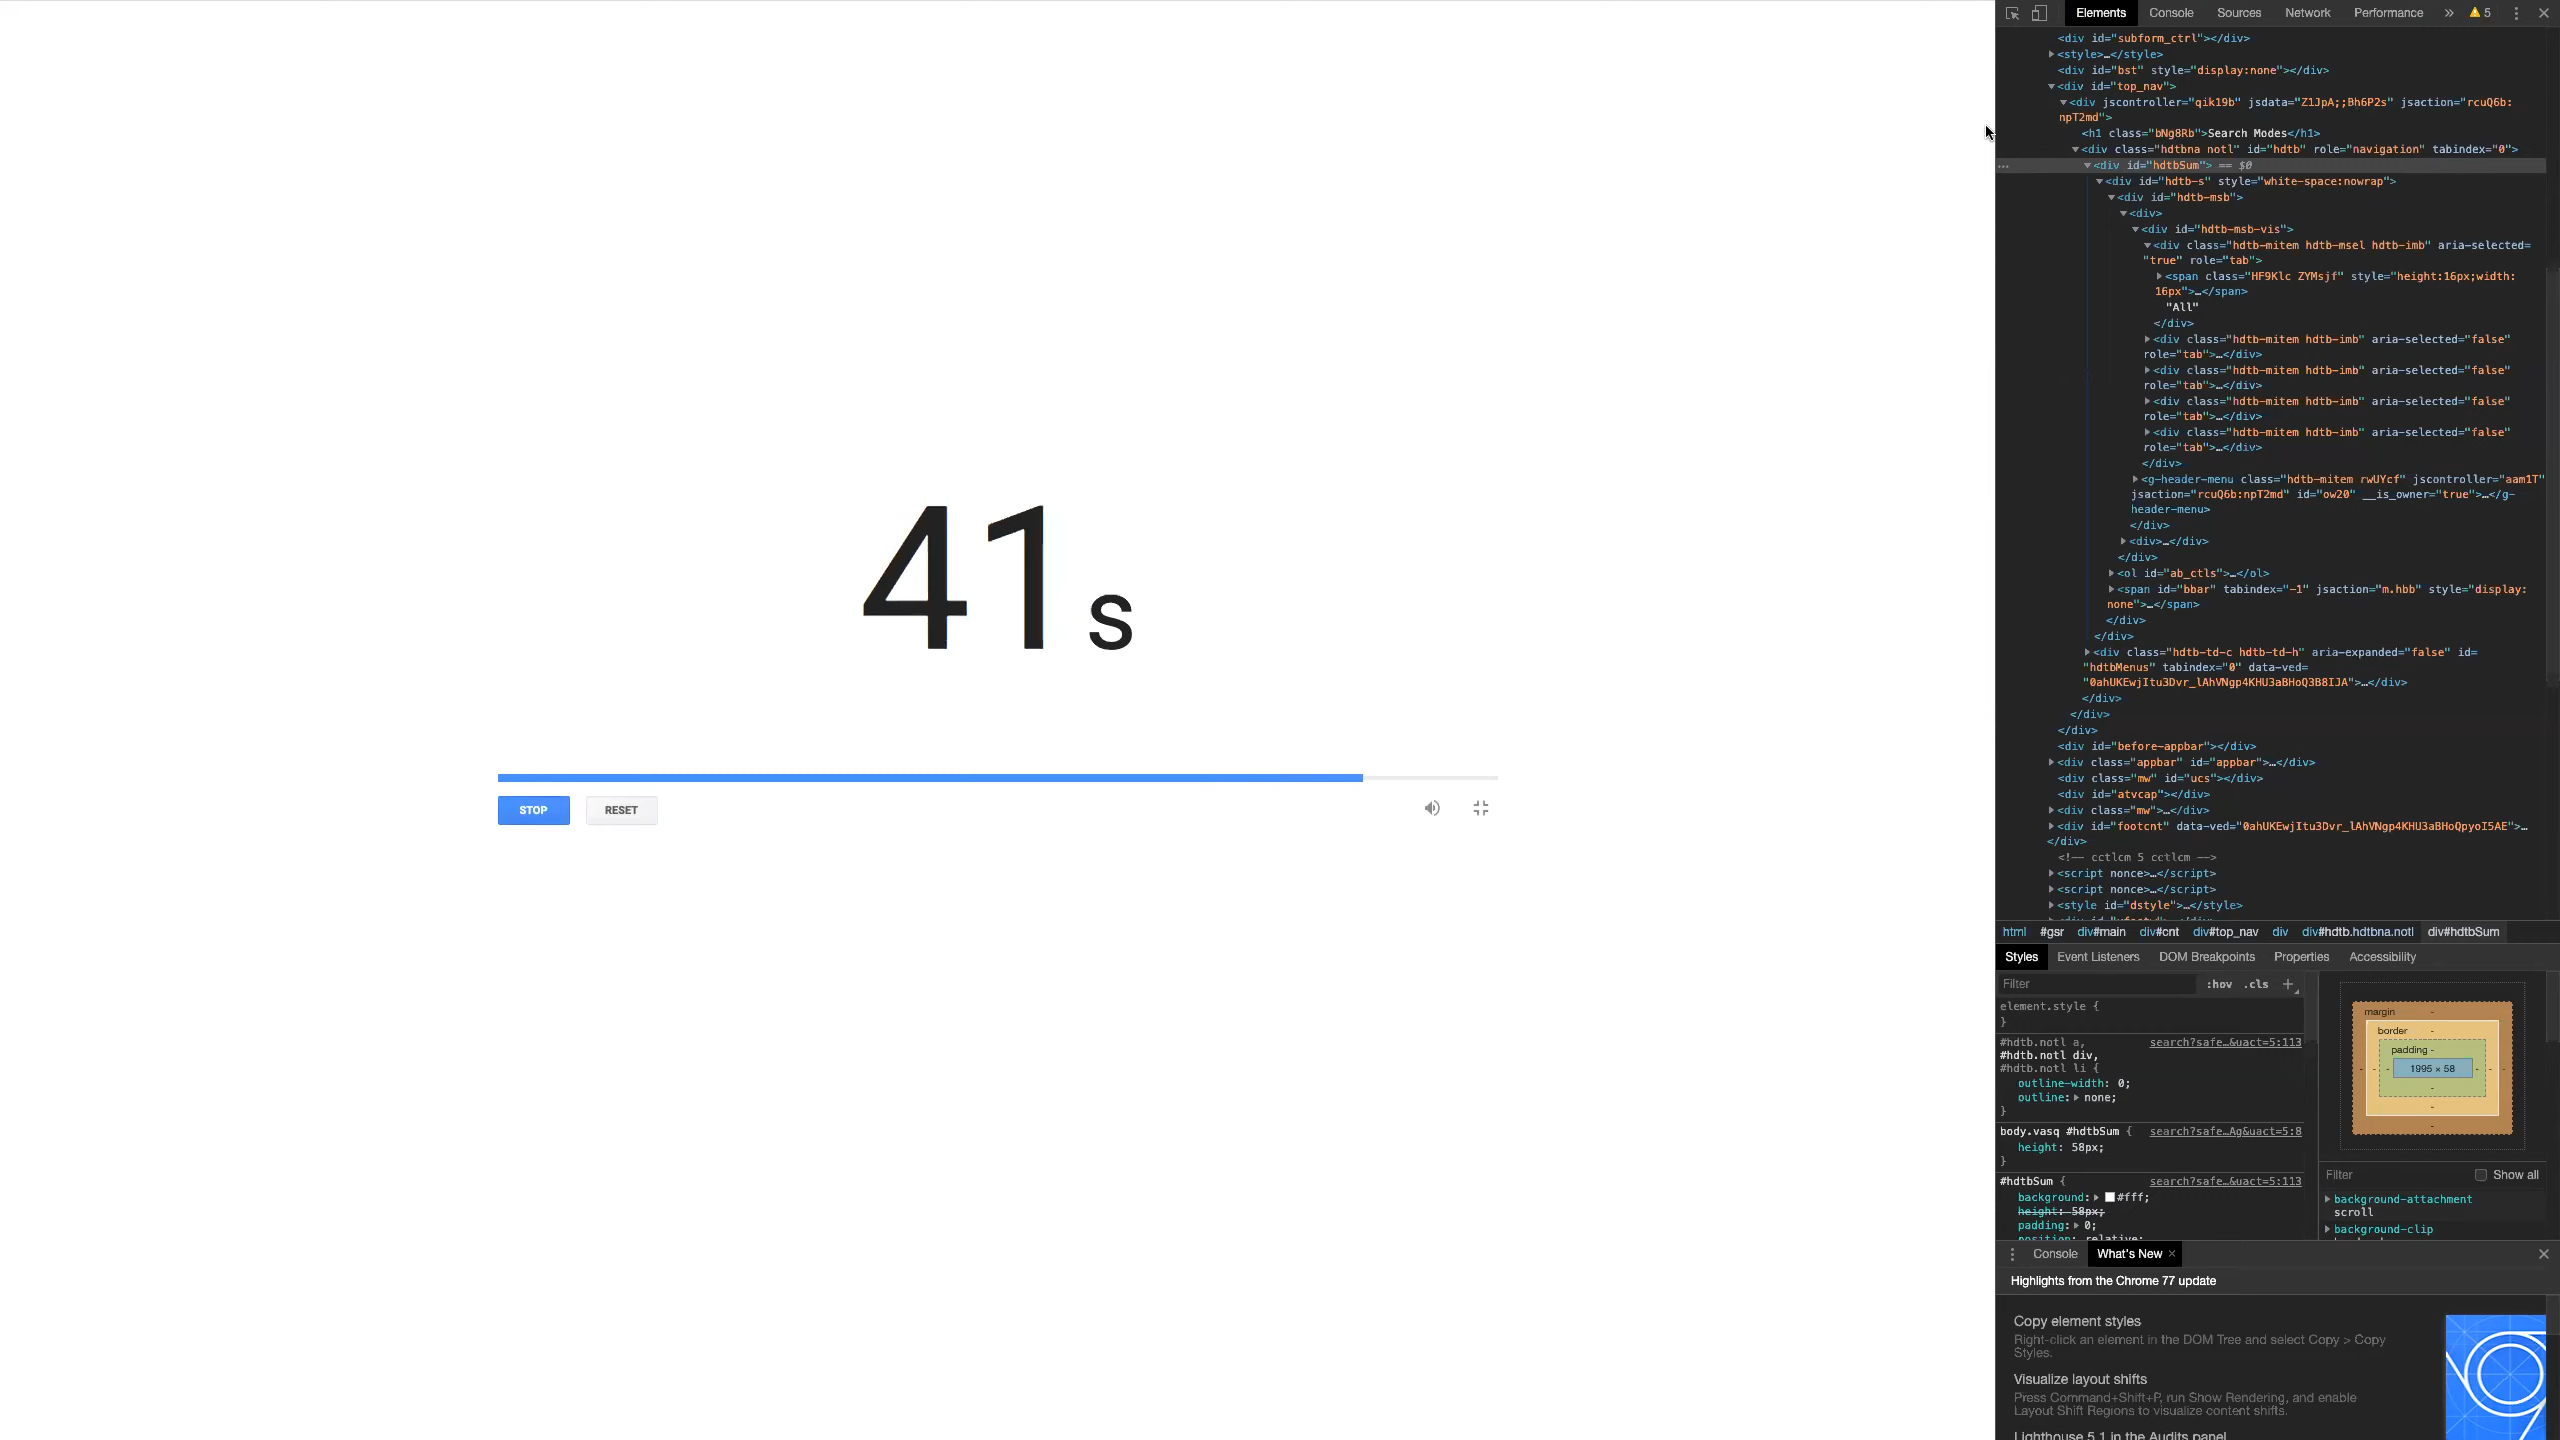 41 s
STOP
RESET
Elements Console Sources Network Performance » 5
<div id="subform_ctrl"></div>
<style>…</style>
<div id="bst" style="display:none"></div>
<div id="top_nav">
<div jscontroller="qik19b" jsdata="Z1JpA;;Bh6P2s" jsaction="rcuQ6b:
npT2md">
<h1 class="bNg8Rb">Search Modes</h1>
<div class="hdtbna notl" id="hdtb" role="navigation" tabindex="0">
… <div id="hdtbSum"> == $0
<div id="hdtb-s" style="white-space:nowrap">
<div id="hdtb-msb">
<div>
<div id="hdtb-msb-vis">
<div class="hdtb-mitem hdtb-msel hdtb-imb" aria-selected=
"true" role="tab">
<span class="HF9Klc ZYMsjf" style="height:16px;width:
16px">…</span>
"All"
</div>
<div class="hdtb-mitem hdtb-imb" aria-selected="false"
role="tab">…</div>
<div class="hdtb-mitem hdtb-imb" aria-selected="false"
role="tab">…</div>
<div class="hdtb-mitem hdtb-imb" aria-selected="false"
role="tab">…</div>
<div class="hdtb-mitem hdtb-imb" aria-selected="false"
role="tab">…</div>
</div>
<g-header-menu class="hdtb-mitem rwUYcf" jscontroller="aam1T"
jsaction="rcuQ6b:npT2md" id="ow20" __is_owner="true">…</g-
header-menu>
</div>
<div>…</div>
</div>
<ol id="ab_ctls">…</ol>
<span id="bbar" tabindex="-1" jsaction="m.hbb" style="display:
none">…</span>
</div>
</div>
<div class="hdtb-td-c hdtb-td-h" aria-expanded="false" id=
"hdtbMenus" tabindex="0" data-ved=
"0ahUKEwjItu3Dvr_lAhVNgp4KHU3aBHoQ3B8IJA">…</div>
</div>
</div>
</div>
<div id="before-appbar"></div>
<div class="appbar" id="appbar">…</div>
<div class="mw" id="ucs"></div>
<div id="atvcap"></div>
<div class="mw">…</div>
<div id="footcnt" data-ved="0ahUKEwjItu3Dvr_lAhVNgp4KHU3aBHoQpyoI5AE">…
</div>
<!-- cctlcm 5 cctlcm -->
<script nonce>…</script>
<script nonce>…</script>
<style id="dstyle">…</style>
html #gsr div#main div#cnt div#top_nav div div#hdtb.hdtbna.notl div#hdtbSum
Styles Event Listeners DOM Breakpoints Properties Accessibility
Filter :hov .cls +
element.style {
}
#hdtb.notl a, search?safe…&uact=5:113
#hdtb.notl div,
#hdtb.notl li {
outline-width: 0;
outline: none;
}
body.vasq #hdtbSum { search?safe…Ag&uact=5:8
height: 58px;
}
#hdtbSum { search?safe…&uact=5:113
background: #fff;
height: 58px;
padding: 0;
position: relative;
margin -
border -
padding -
1995 × 58
Filter Show all
background-attachment
scroll
background-clip
Console What's New ×
Highlights from the Chrome 77 update
Copy element styles
Right-click an element in the DOM Tree and select Copy > Copy
Styles.
Visualize layout shifts
Press Command+Shift+P, run Show Rendering, and enable
Layout Shift Regions to visualize content shifts.
Lighthouse 5.1 in the Audits panel